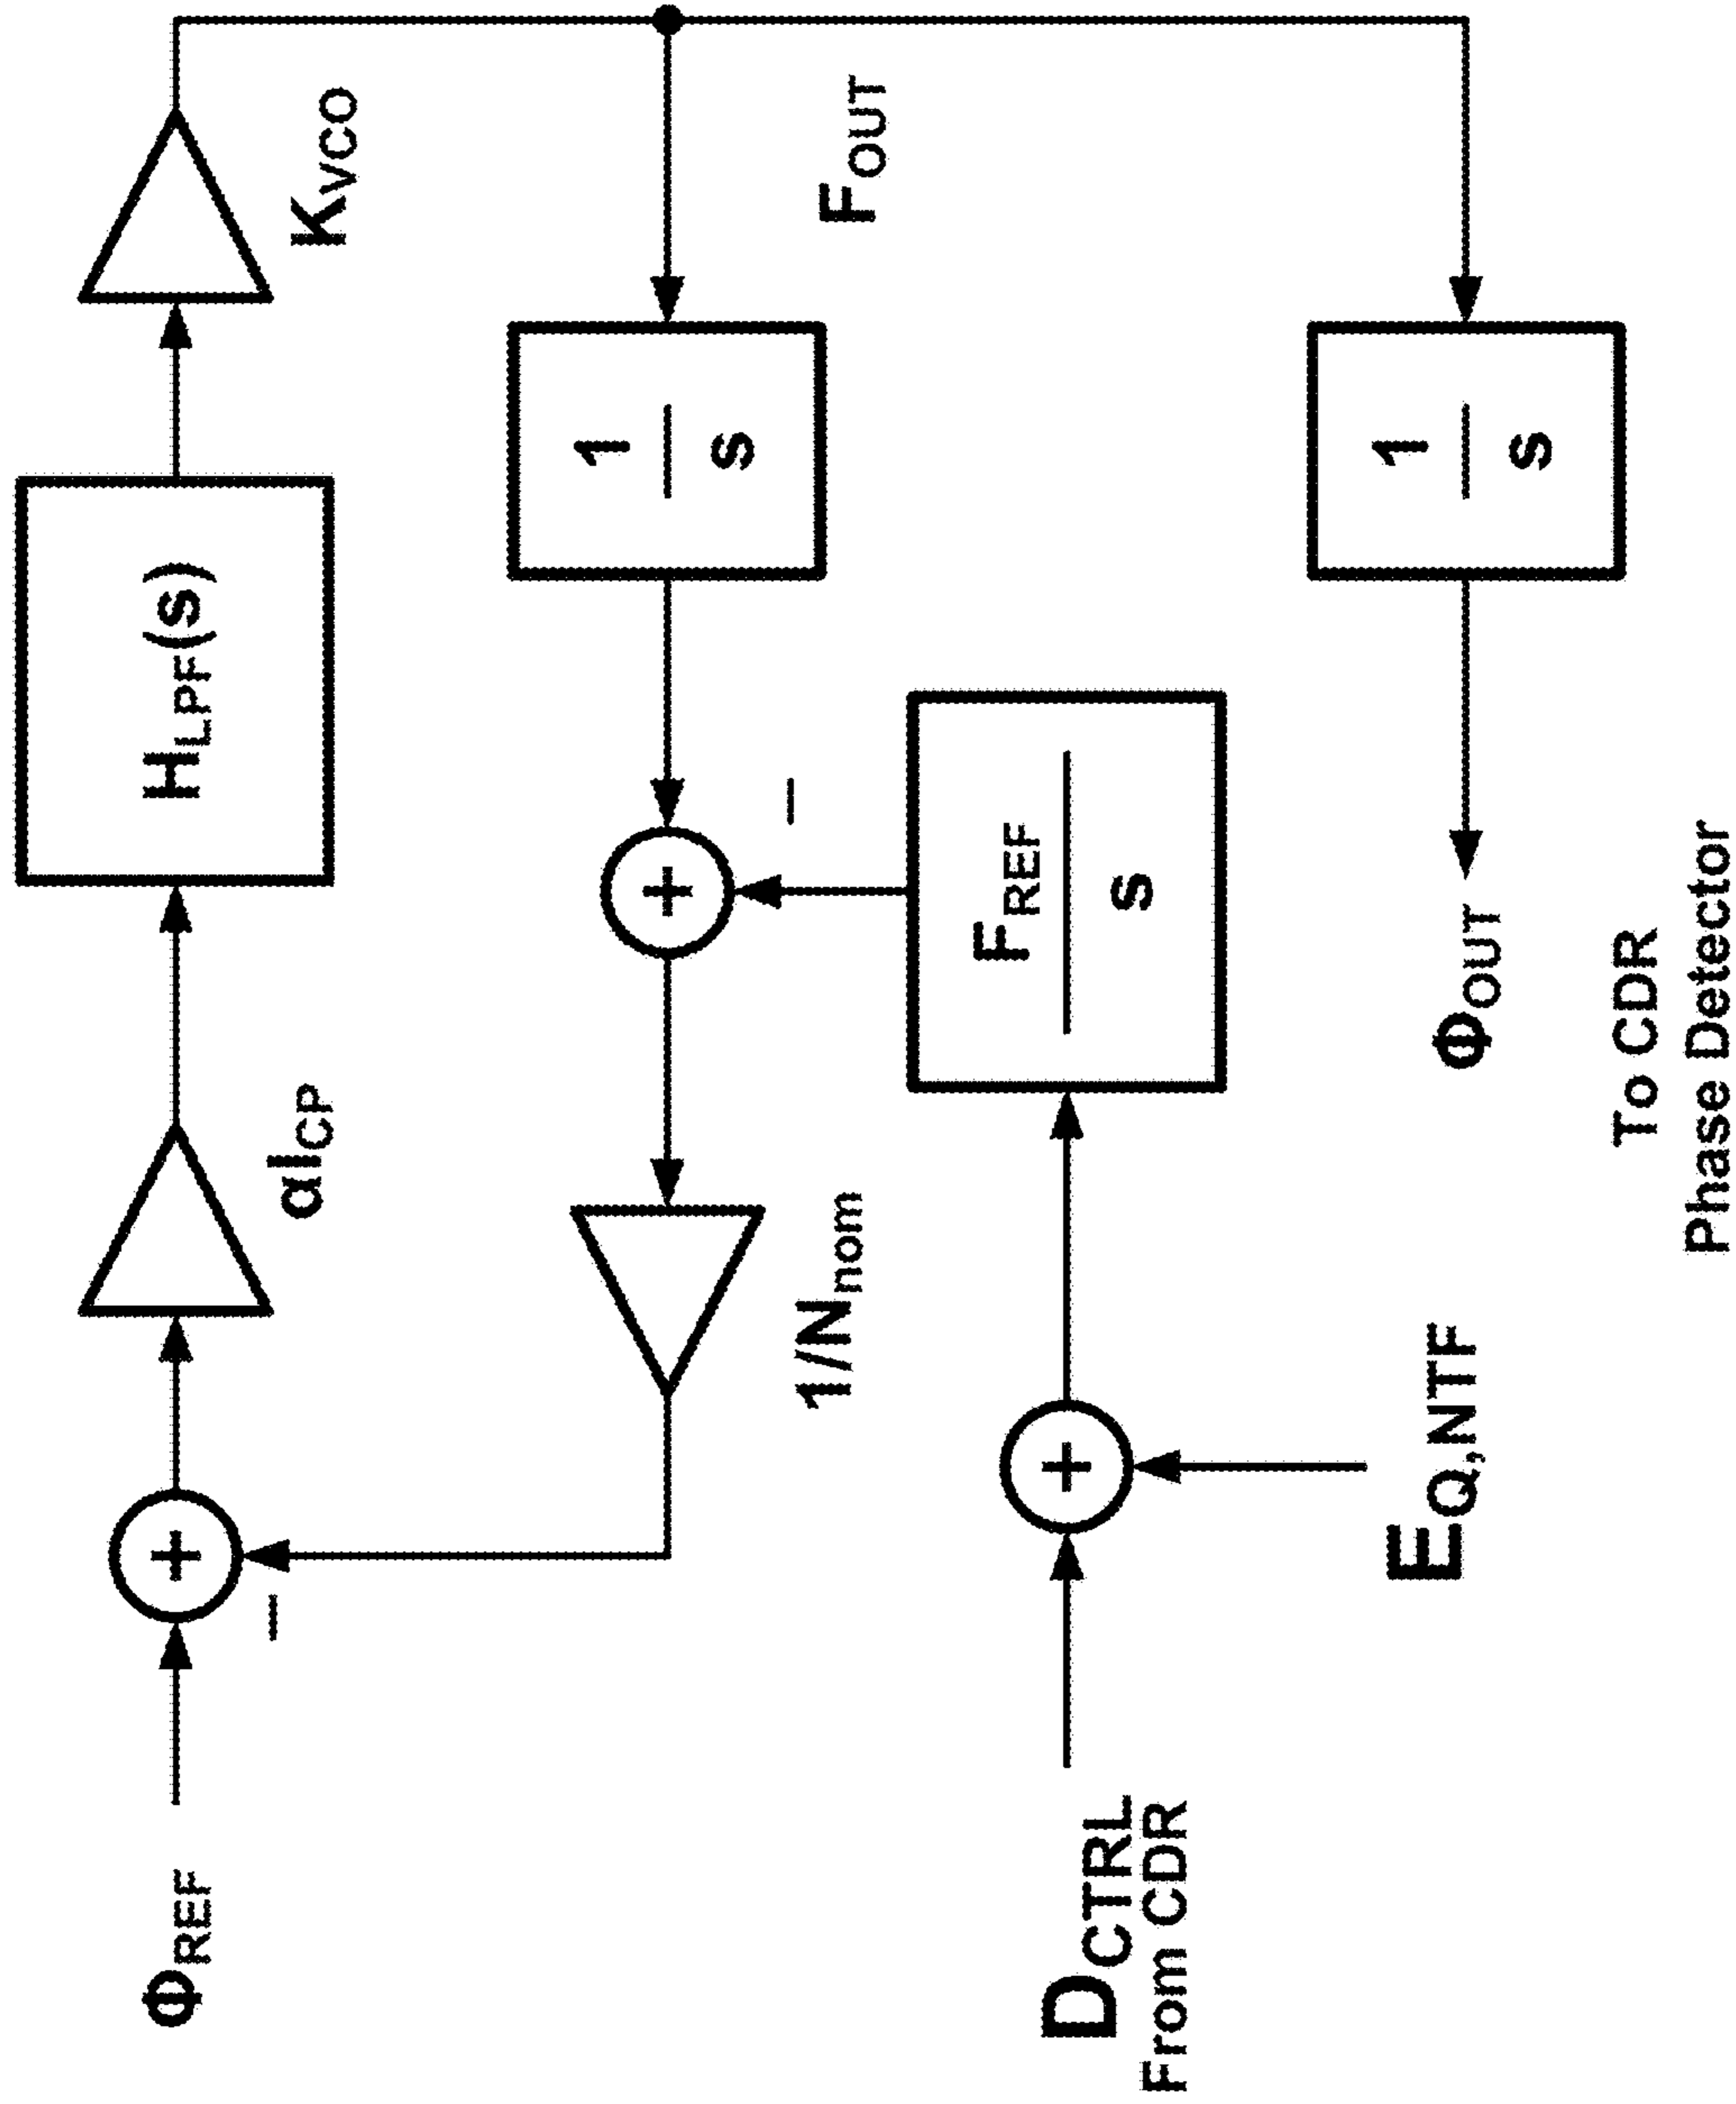 Φ_REF
+
−
αI_CP
H_LPF(s)
K_VCO
1/N_nom
+
−
1
s
F_OUT
D_CTRL
From CDR
+
E_Q,NTF
F_REF
s
1
s
Φ_OUT
To CDR
Phase Detector